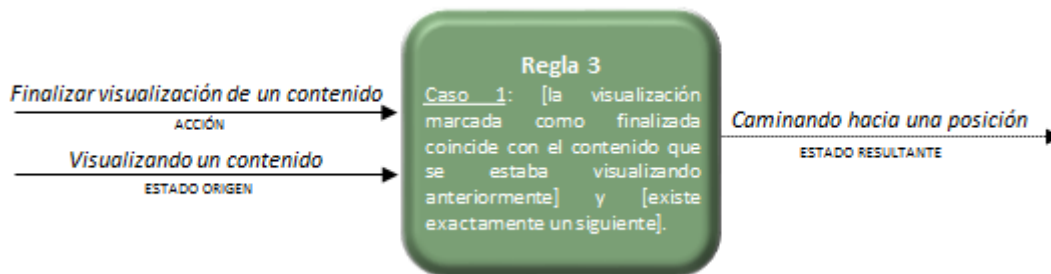 Finalizar visualización de un contenido
ACCIÓN
Visualizando un contenido
ESTADO ORIGEN
Regla 3
Caso 1: [la visualización
marcada como finalizada
coincide con el contenido que
se estaba visualizando
anteriormente] y [existe
exactamente un siguiente].
Caminando hacia una posición
ESTADO RESULTANTE